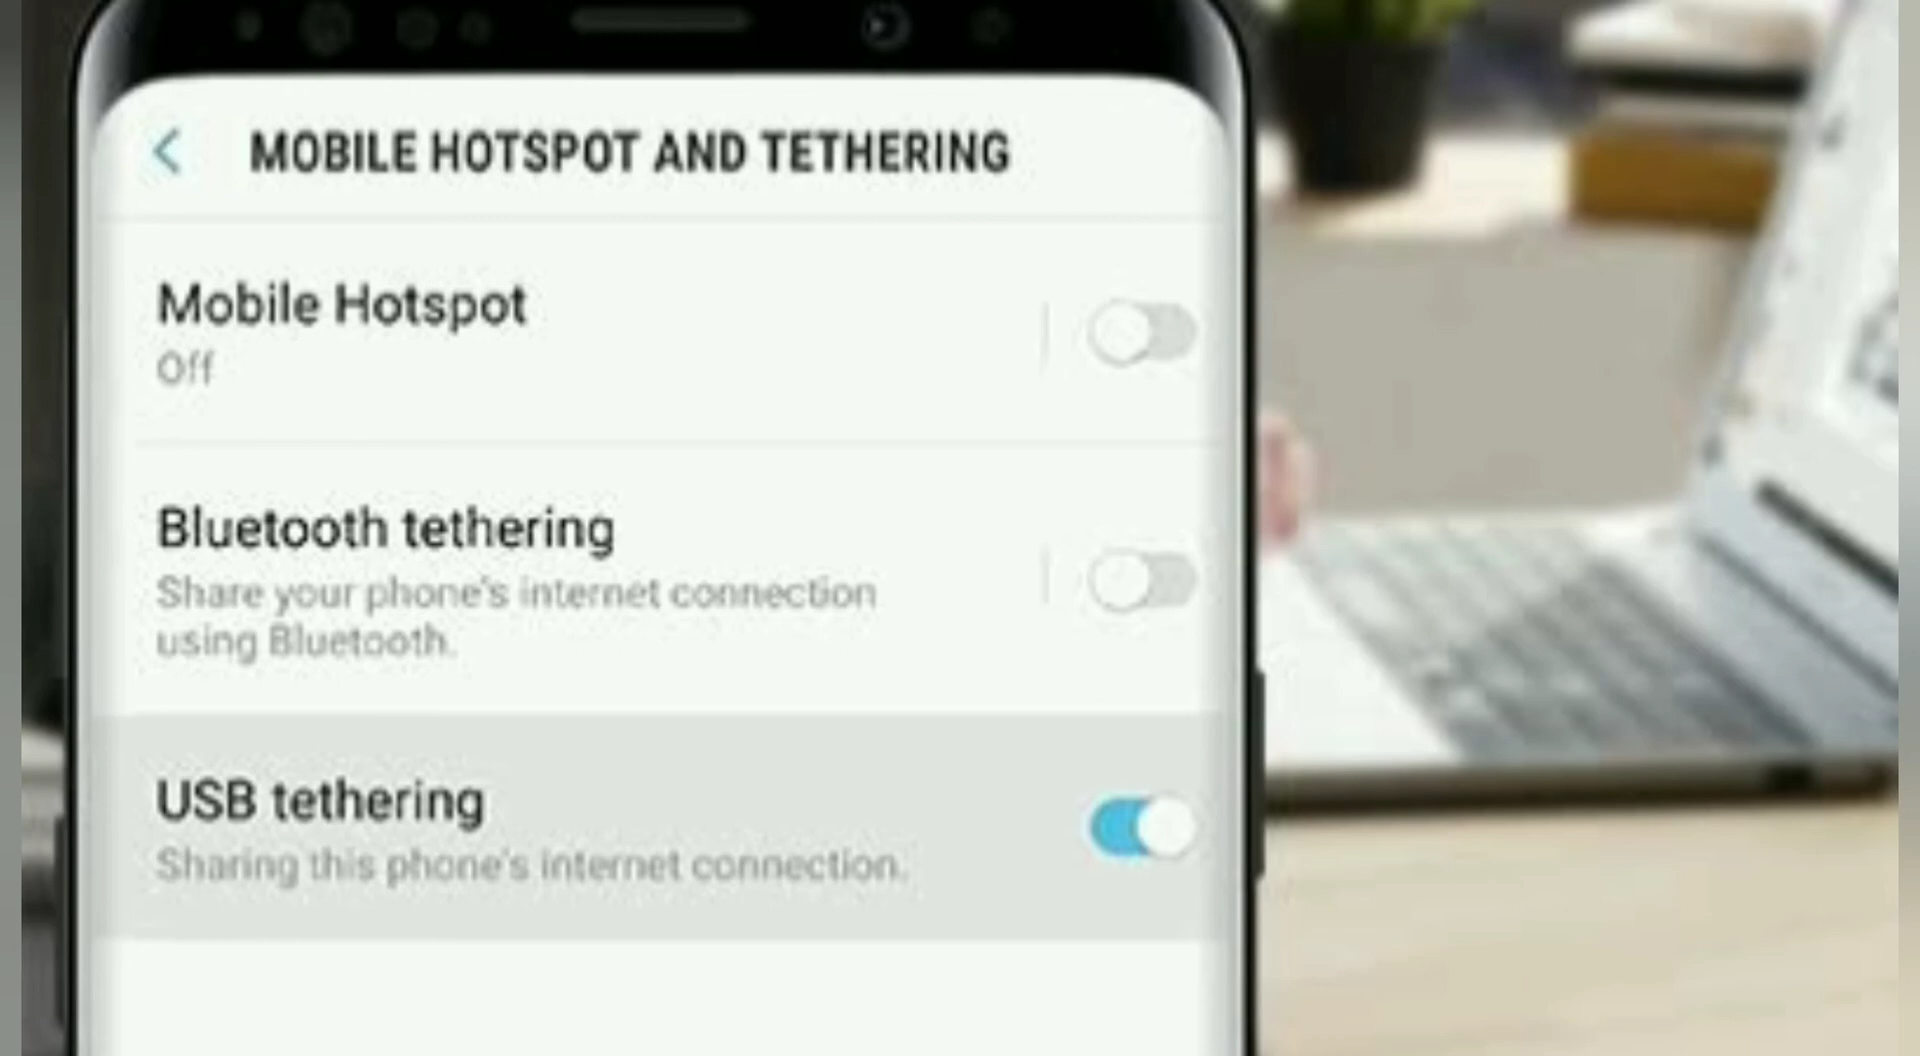 MOBILE HOTSPOT AND TETHERING
Mobile Hotspot
Off
Bluetooth tethering
Share your phone's internet connection
using Bluetooth.
USB tethering
Sharing this phone's internet connection.